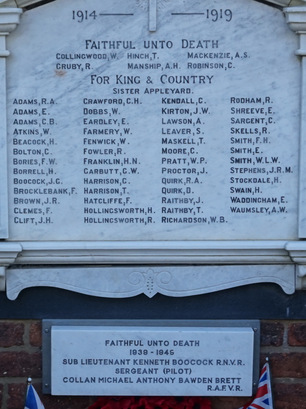 1914 1919
FAITHFUL UNTO DEATH
COLLINGWOOD, W. HINCH, T. MACKENZIE, A.S.
GRUBY, R. MANSHIP, A.H. ROBINSON, C.
FOR KING & COUNTRY
SISTER APPLEYARD.
ADAMS, R.A. CRAWFORD, C.H. KENDALL, C. RODHAM, R.
ADAMS, E. DOBBS, W. KIRTON, J.W. SHREEVE, E.
ADAMS, C.B. EARDLEY, E. LAWSON, A. SARGENT, C.
ATKINS, W. FARMERY, W. LEAVER, S. SKELLS, R.
BEACOCK, H. FENWICK, W. MASKELL, T. SMITH, F.H.
BOLTON, C. FOWLER, R. MOORE, C. SMITH, E.
BORIES, F.W. FRANKLIN, H.N. PRATT, W.P. SMITH, W.L.W.
BORRELL, H. GARBUTT, C.W. PROCTOR, J. STEPHENS, J.R.M.
BOOCOCK, J.C. HARRISON, C. QUIRK, R.A. STOCKDALE, H.
BROCKLEBANK, F. HARRISON, T. QUIRK, D. SWAIN, H.
BROWN, J.R. HATCLIFFE, F. RAITHBY, J. WADDINGHAM, E.
CLEMES, F. HOLLINGSWORTH, H. RAITHBY, T. WAUMSLEY, A.W.
CLIFT, J.H. HOLLINGSWORTH, R. RICHARDSON, W.B.
FAITHFUL UNTO DEATH
1939 - 1945
SUB LIEUTENANT KENNETH BOOCOCK R.N.V.R.
SERGEANT (PILOT)
COLLAN MICHAEL ANTHONY BAWDEN BRETT
R.A.F.V.R.